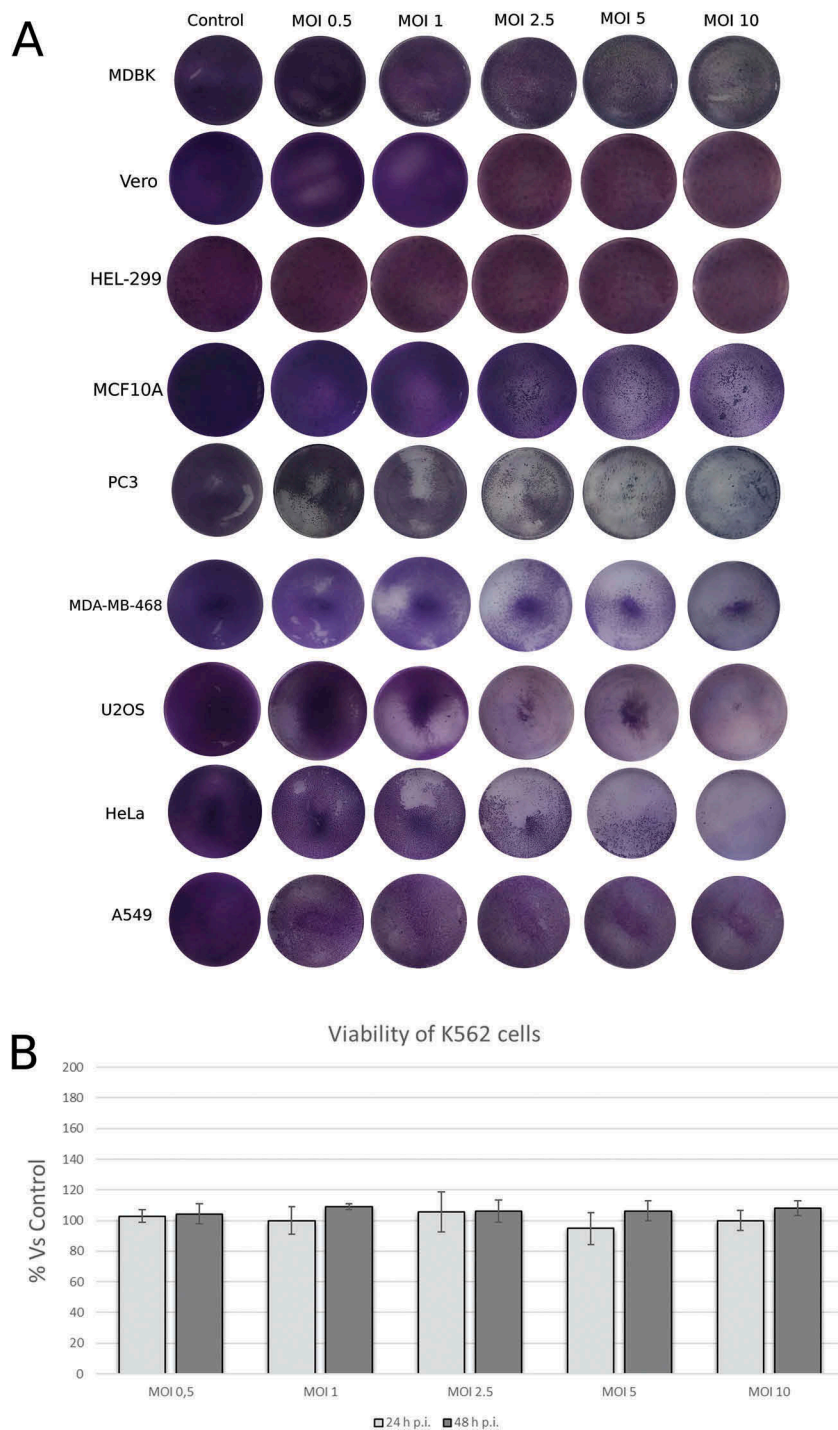 A
Control MOI 0.5 MOI 1 MOI 2.5 MOI 5 MOI 10
MDBK
Vero
HEL-299
MCF10A
PC3
MDA-MB-468
U2OS
HeLa
A549
B
Viability of K562 cells
% Vs Control
200
180
160
140
120
100
80
60
40
20
0
MOI 0,5 MOI 1 MOI 2.5 MOI 5 MOI 10
24 h p.i. 48 h p.i.